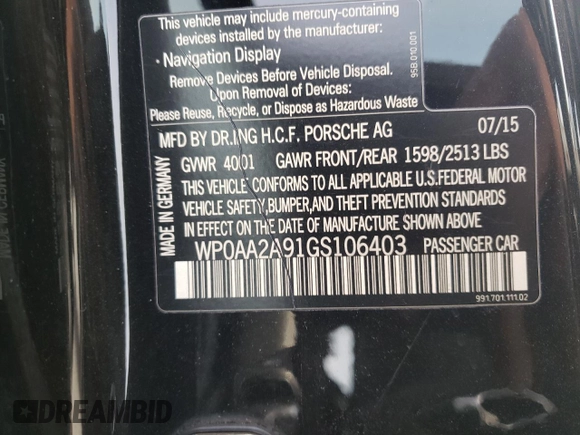 This vehicle may include mercury-containing
devices installed by the manufacturer:
• Navigation Display
Remove Devices Before Vehicle Disposal.
Upon Removal of Devices:
Please Reuse, Recycle, or Dispose as Hazardous Waste
95B.010.001
MFD BY DR.ING H.C.F. PORSCHE AG 07/15
GVWR 4001 GAWR FRONT/REAR 1598/2513 LBS
THIS VEHICLE CONFORMS TO ALL APPLICABLE U.S.FEDERAL MOTOR
VEHICLE SAFETY,BUMPER,AND THEFT PREVENTION STANDARDS
IN EFFECT ON THE DATE OF MANUFACTURE SHOWN ABOVE.
WP0AA2A91GS106403 PASSENGER CAR
MADE IN GERMANY
991.701.111.02
DREAMBID